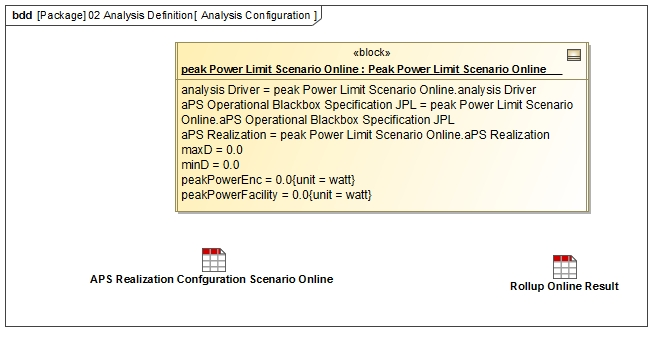 bdd [Package] 02 Analysis Definition[ Analysis Configuration ]
«block»
peak Power Limit Scenario Online : Peak Power Limit Scenario Online
analysis Driver = peak Power Limit Scenario Online.analysis Driver
aPS Operational Blackbox Specification JPL = peak Power Limit Scenario
Online.aPS Operational Blackbox Specification JPL
aPS Realization = peak Power Limit Scenario Online.aPS Realization
maxD = 0.0
minD = 0.0
peakPowerEnc = 0.0{unit = watt}
peakPowerFacility = 0.0{unit = watt}
APS Realization Confguration Scenario Online
Rollup Online Result